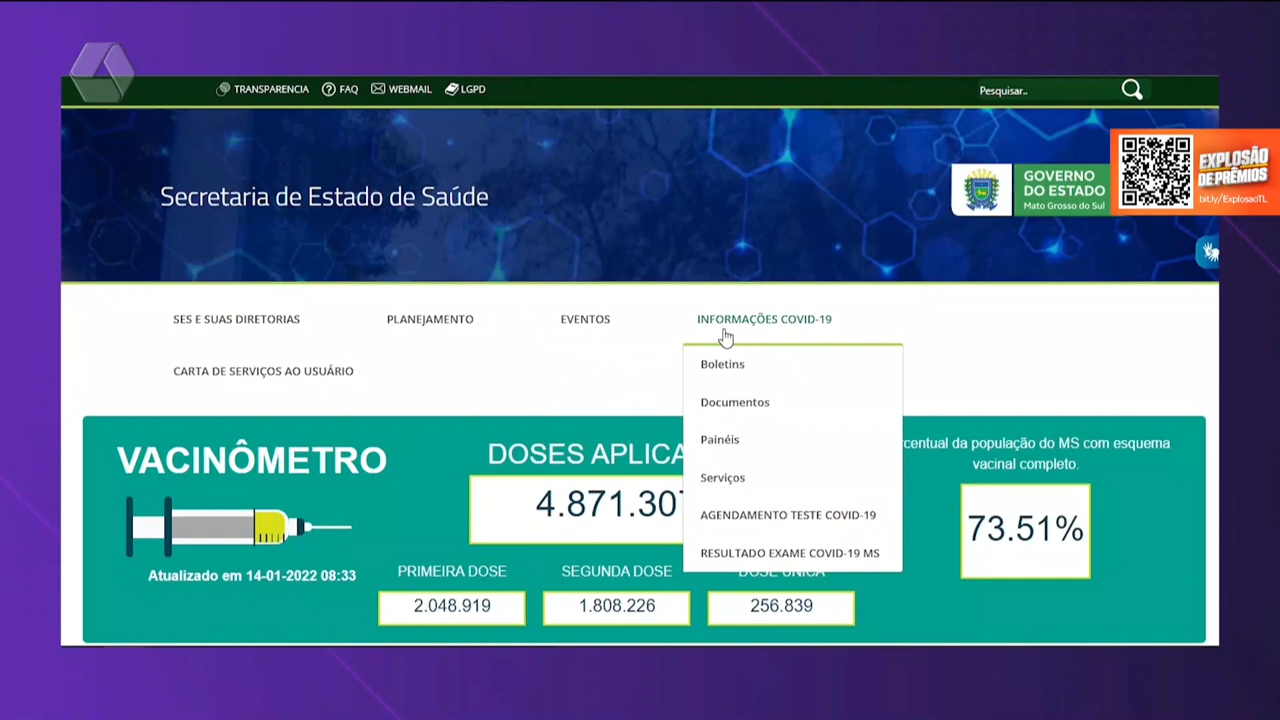 TRANSPARENCIA FAQ WEBMAIL LGPD
Pesquisar..
Secretaria de Estado de Saúde
GOVERNO
DO ESTADO
Mato Grosso do Sul
EXPLOSÃO
DE PRÊMIOS
bit.ly/ExplosaoTL
SES E SUAS DIRETORIAS PLANEJAMENTO EVENTOS INFORMAÇÕES COVID-19
CARTA DE SERVIÇOS AO USUÁRIO
Boletins
Documentos
Painéis
Serviços
AGENDAMENTO TESTE COVID-19
RESULTADO EXAME COVID-19 MS
VACINÔMETRO
Atualizado em 14-01-2022 08:33
DOSES APLICA
4.871.307
PRIMEIRA DOSE SEGUNDA DOSE DOSE ÚNICA
2.048.919 1.808.226 256.839
rcentual da população do MS com esquema
vacinal completo.
73.51%